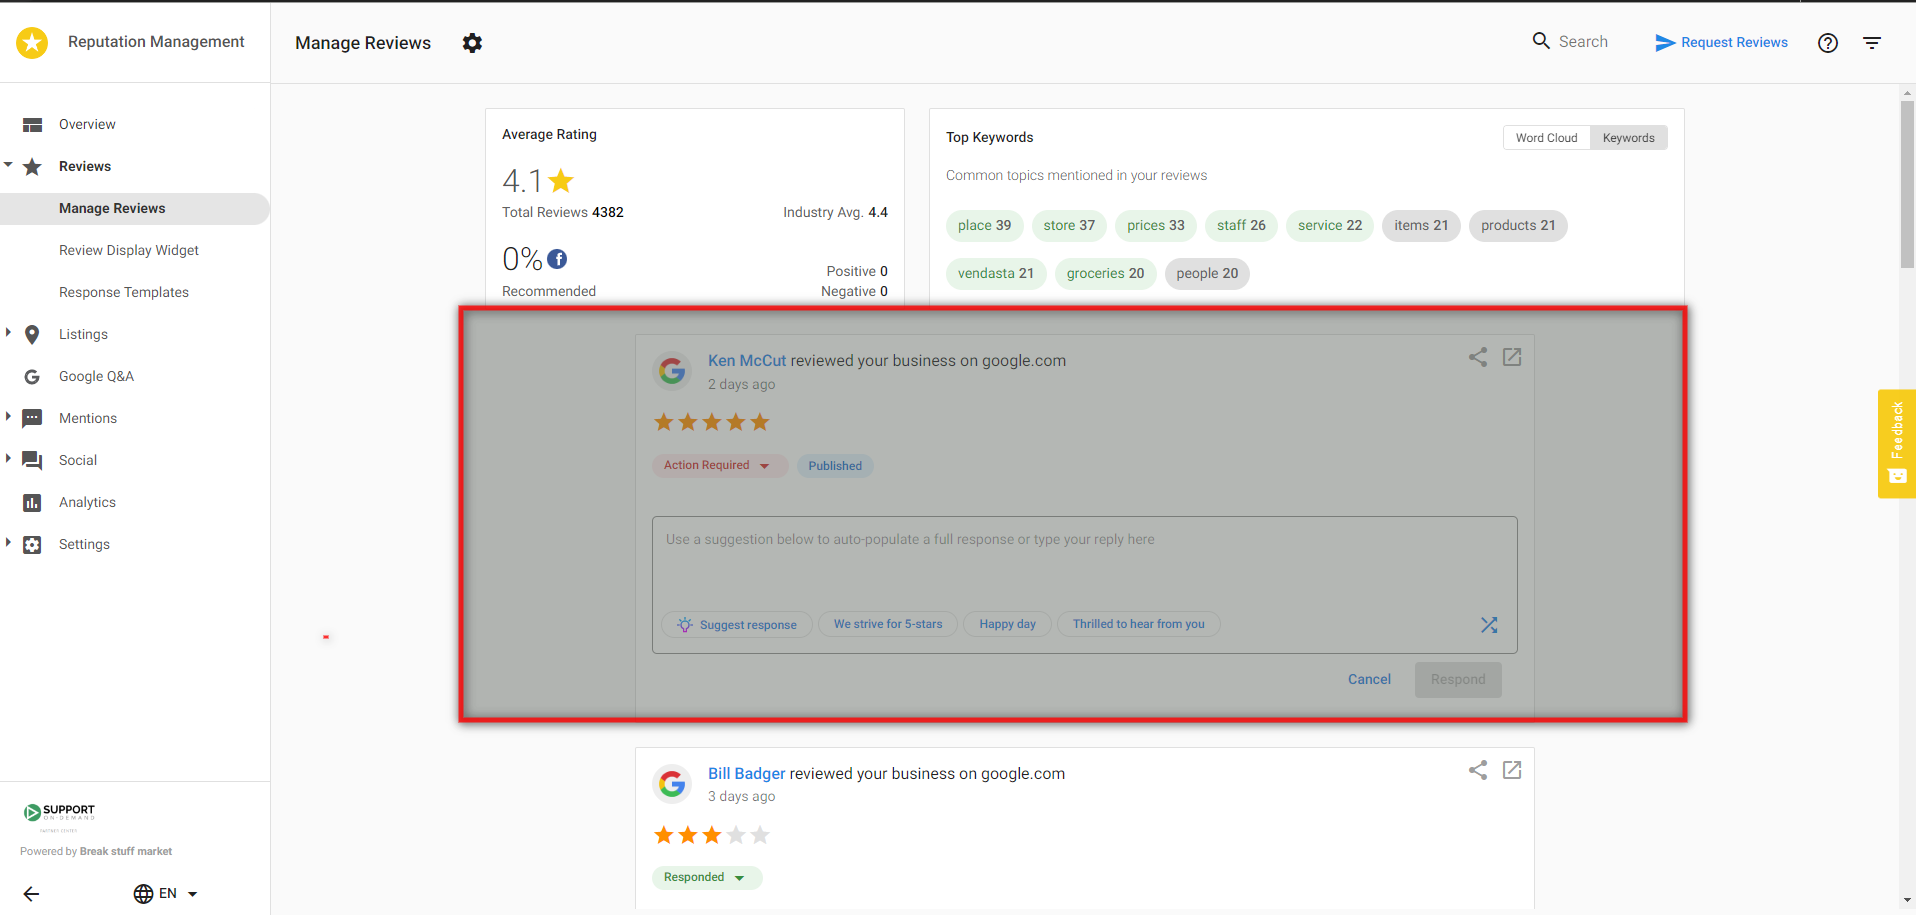 Reputation Management
Manage Reviews
Search
Request Reviews
Overview
Reviews
Manage Reviews
Review Display Widget
Response Templates
Listings
Google Q&A
Mentions
Social
Analytics
Settings
SUPPORT
ON-DEMAND
PARTNER CENTER
Powered by Break stuff market
EN
Average Rating
4.1
Total Reviews 4382
Industry Avg. 4.4
0%
Recommended
Positive 0
Negative 0
Top Keywords
Word Cloud
Keywords
Common topics mentioned in your reviews
place 39 store 37 prices 33 staff 26 service 22 items 21 products 21
vendasta 21 groceries 20 people 20
Ken McCut reviewed your business on google.com
2 days ago
Action Required
Published
Use a suggestion below to auto-populate a full response or type your reply here
Suggest response
We strive for 5-stars
Happy day
Thrilled to hear from you
Cancel
Respond
Bill Badger reviewed your business on google.com
3 days ago
Responded
Feedback